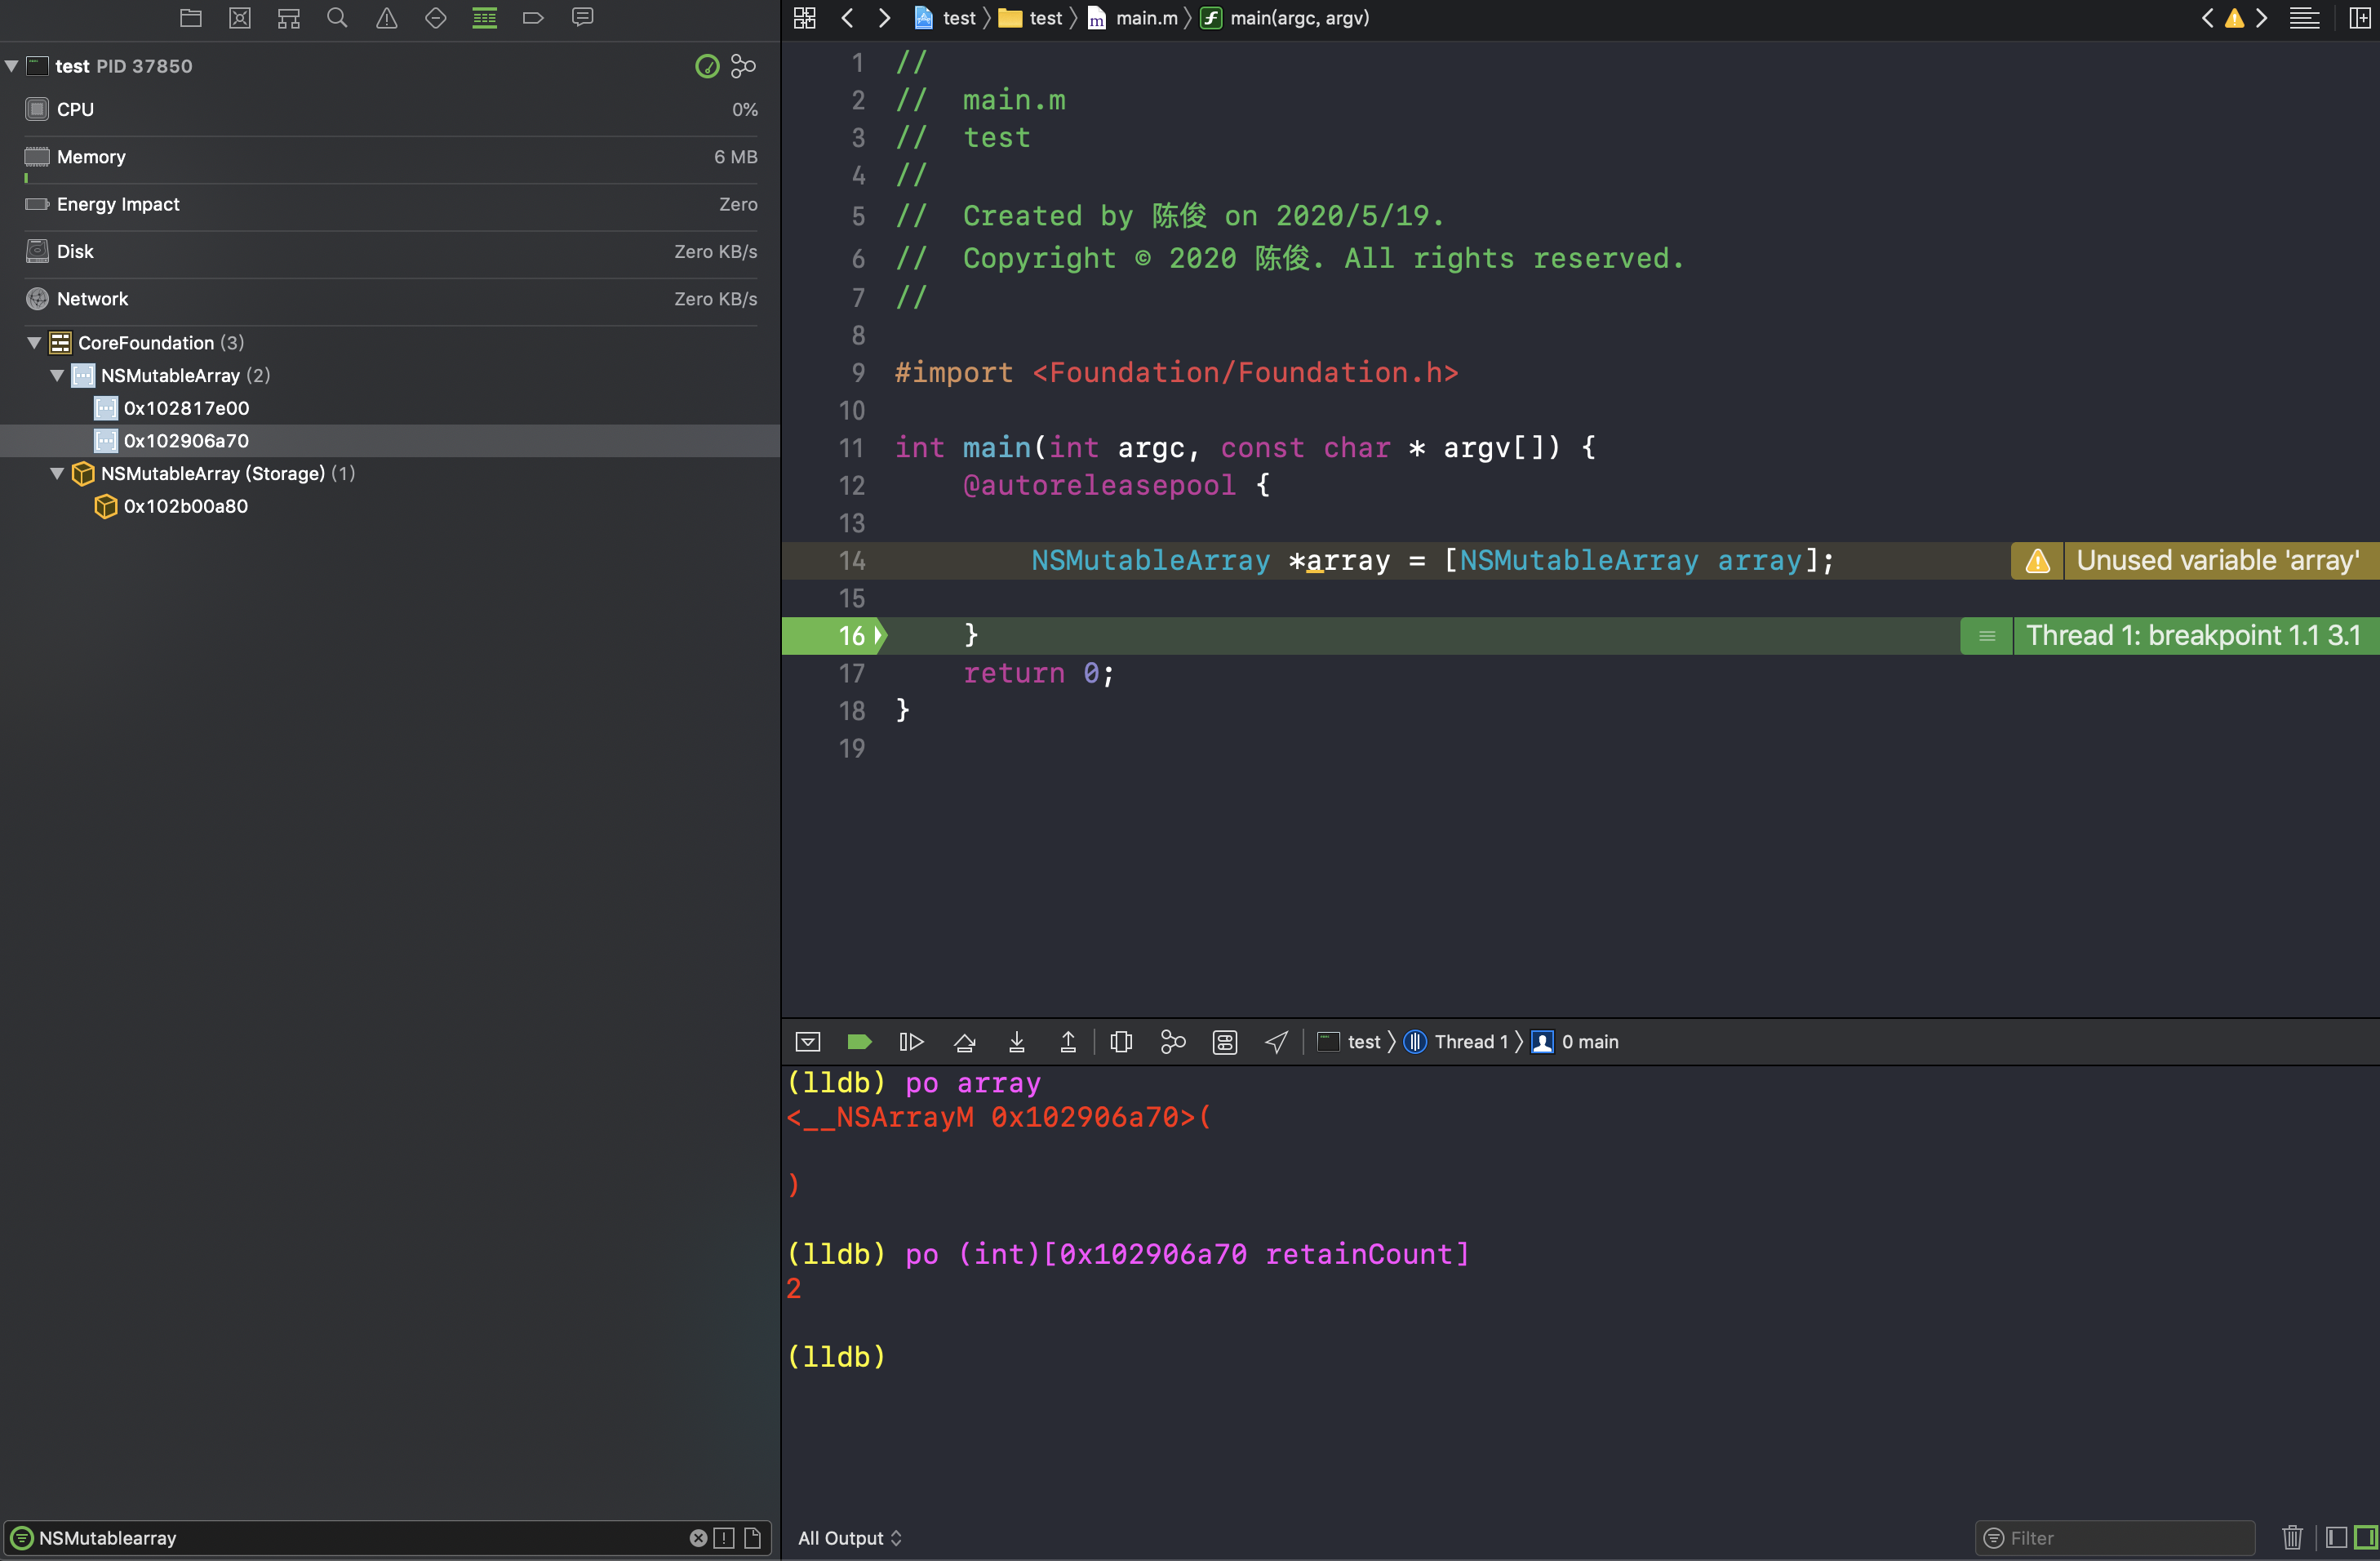 test PID 37850
CPU 0%
Memory 6 MB
Energy Impact Zero
Disk Zero KB/s
Network Zero KB/s
CoreFoundation (3)
NSMutableArray (2)
0x102817e00
0x102906a70
NSMutableArray (Storage) (1)
0x102b00a80
NSMutablearray
test test main.m main(argc, argv)
1 //
2 //  main.m
3 //  test
4 //
5 //  Created by 陈俊 on 2020/5/19.
6 //  Copyright © 2020 陈俊. All rights reserved.
7 //
8
9 #import <Foundation/Foundation.h>
10
11 int main(int argc, const char * argv[]) {
12     @autoreleasepool {
13
14         NSMutableArray *array = [NSMutableArray array]; Unused variable 'array'
15
16     } Thread 1: breakpoint 1.1 3.1
17     return 0;
18 }
19
test Thread 1 0 main
(lldb) po array
<__NSArrayM 0x102906a70>(
)
(lldb) po (int)[0x102906a70 retainCount]
2
(lldb)
All Output Filter